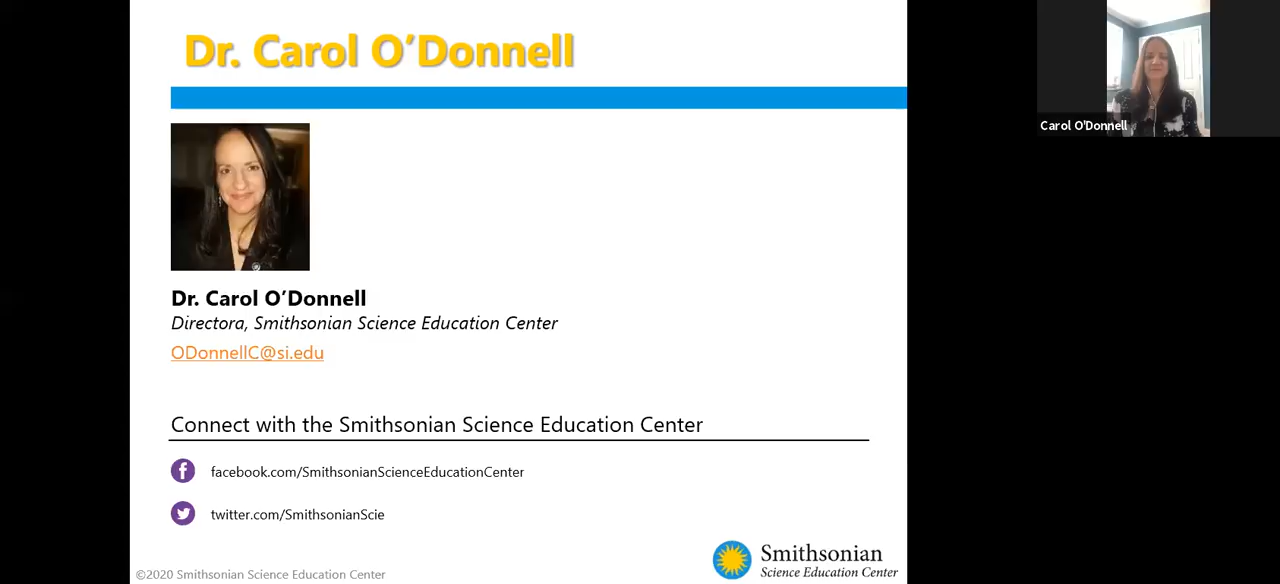 Dr. Carol O’Donnell
Carol O'Donnell
Dr. Carol O’Donnell
Directora, Smithsonian Science Education Center
ODonnellC@si.edu
Connect with the Smithsonian Science Education Center
facebook.com/SmithsonianScienceEducationCenter
twitter.com/SmithsonianScie
Smithsonian
Science Education Center
©2020 Smithsonian Science Education Center